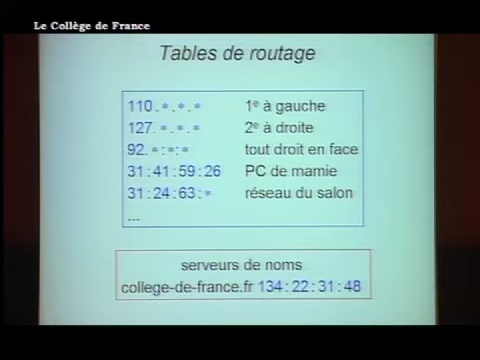 Le Collège de France
Tables de routage
110.*.*.* 1e à gauche
127.*.*.* 2e à droite
92.*:*:* tout droit en face
31:41:59:26 PC de mamie
31:24:63:* réseau du salon
...
serveurs de noms
college-de-france.fr 134:22:31:48